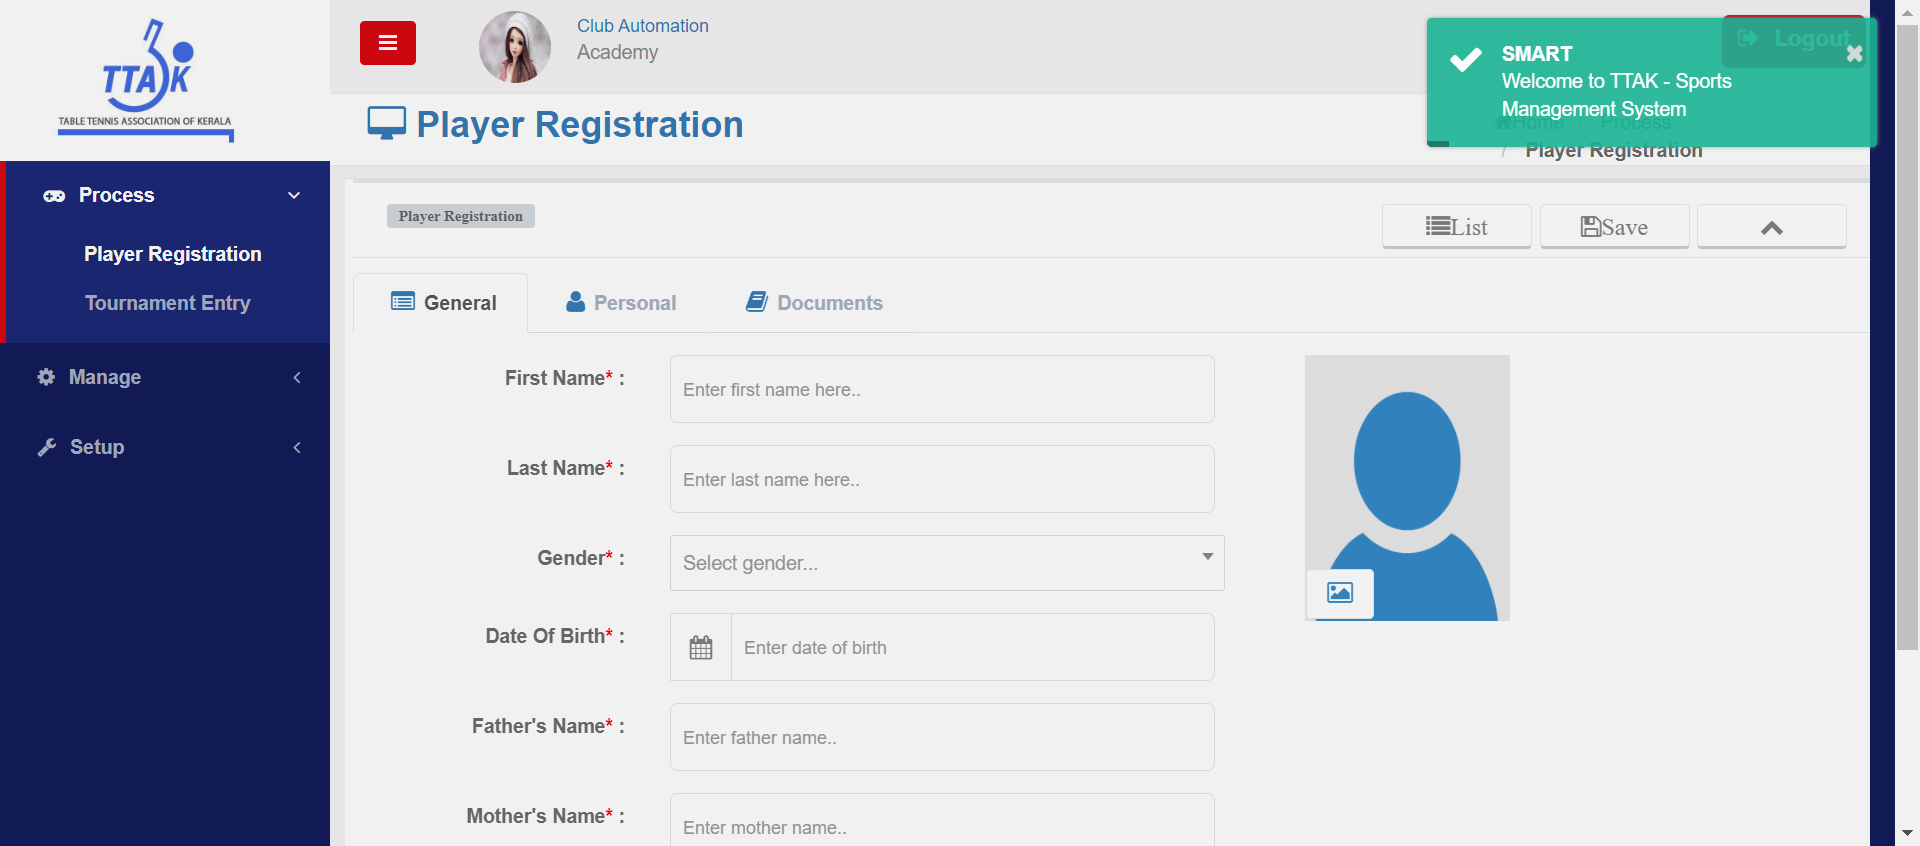 TTAK
TABLE TENNIS ASSOCIATION OF KERALA
Club Automation
Academy
Logout
SMART
Welcome to TTAK - Sports
Management System
Player Registration
Home
Process
/ Player Registration
Process
Player Registration
Tournament Entry
Manage
Setup
Player Registration
List
Save
General
Personal
Documents
First Name* :
Enter first name here..
Last Name* :
Enter last name here..
Gender* :
Select gender...
Date Of Birth* :
Enter date of birth
Father's Name* :
Enter father name..
Mother's Name* :
Enter mother name..